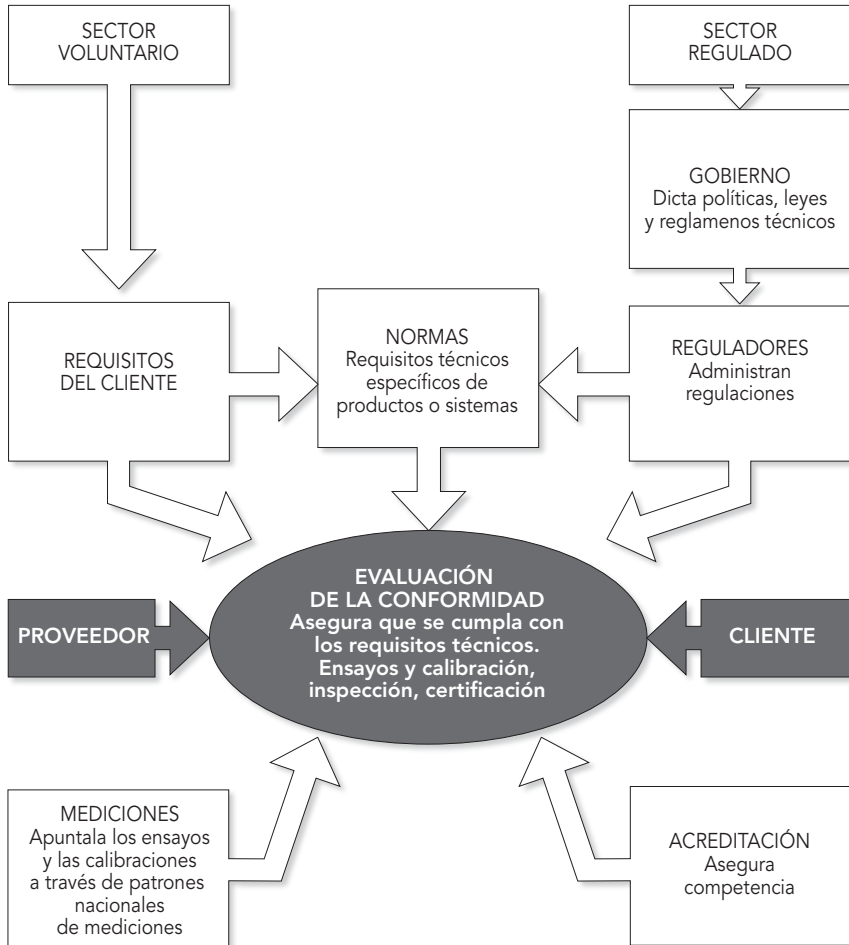 SECTOR
VOLUNTARIO
SECTOR
REGULADO
GOBIERNO
Dicta políticas, leyes
y reglamenos técnicos
REQUISITOS
DEL CLIENTE
NORMAS
Requisitos técnicos
específicos de
productos o sistemas
REGULADORES
Administran
regulaciones
PROVEEDOR
EVALUACIÓN
DE LA CONFORMIDAD
Asegura que se cumpla con
los requisitos técnicos.
Ensayos y calibración,
inspección, certificación
CLIENTE
MEDICIONES
Apuntala los ensayos
y las calibraciones
a través de patrones
nacionales
de mediciones
ACREDITACIÓN
Asegura
competencia